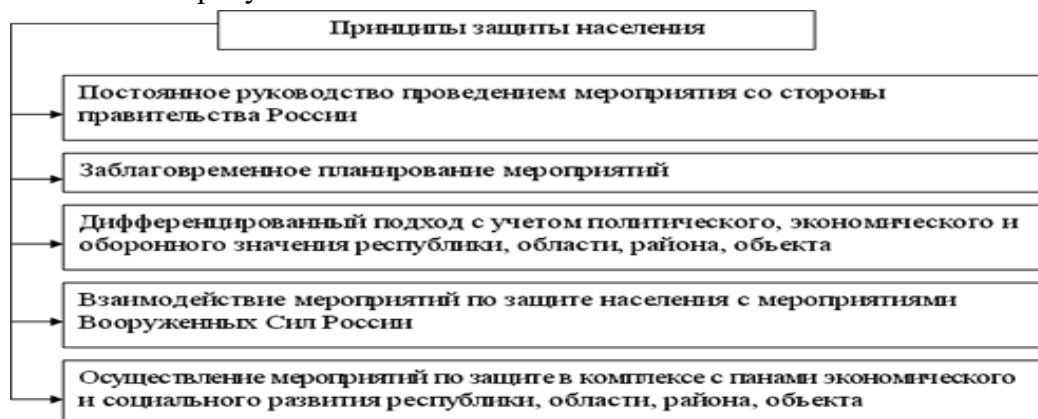 Принципы защиты населения
Постоянное руководство проведением мероприятия со стороны
правительства России
Заблаговременное планирование мероприятий
Дифференцированный подход с учетом политического, экономического и
оборонного значения республики, области, района, объекта
Взаимодействие мероприятий по защите населения с мероприятиями
Вооруженных Сил России
Осуществление мероприятий по защите в комплексе с панами экономического
и социального развития республики, области, района, объекта